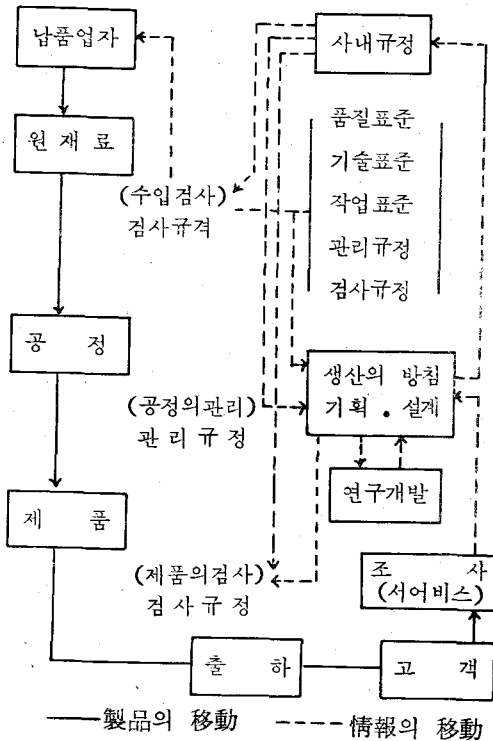 납품업자
사내규정
원재료
품질표준
기술표준
작업표준
관리규정
검사규정
(수입검사)
검사규격
공 정
생산의 방침
기획 · 설계
(공정의관리)
관리규정
연구개발
제 품
(제품의검사)
검사규정
조 사
(서어비스)
출 하
고 객
製品의 移動
情報의 移動